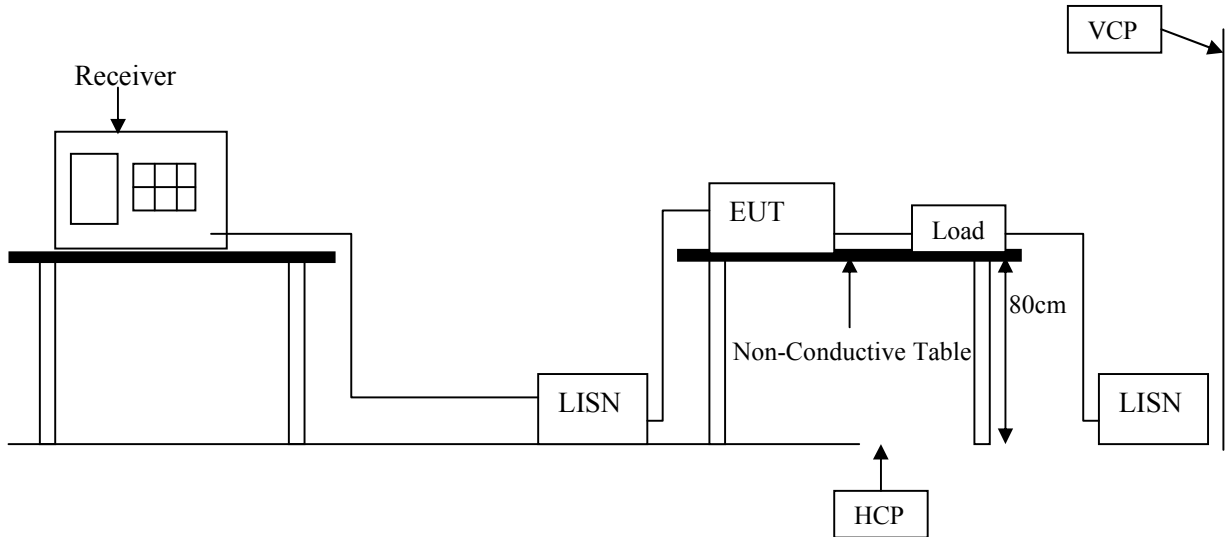 VCP
Receiver
EUT
Load
80cm
Non-Conductive Table
LISN
LISN
HCP